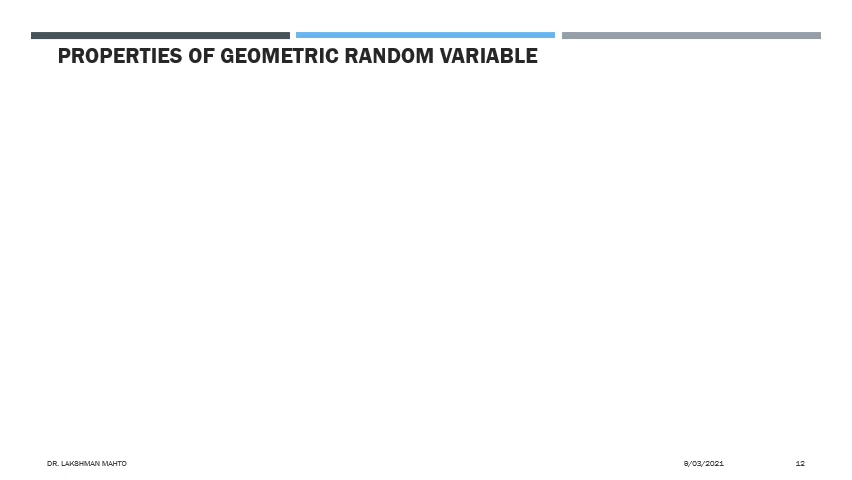 PROPERTIES OF GEOMETRIC RANDOM VARIABLE
DR. LAKSHMAN MAHTO 9/03/2021 12